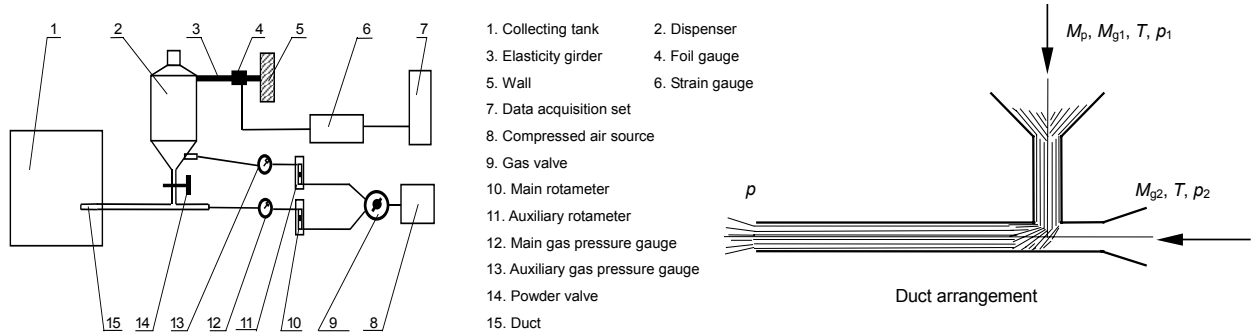 1 2 3 4 5 6 7
15 14 13 12 11 10 9 8
1. Collecting tank 2. Dispenser
3. Elasticity girder 4. Foil gauge
5. Wall 6. Strain gauge
7. Data acquisition set
8. Compressed air source
9. Gas valve
10. Main rotameter
11. Auxiliary rotameter
12. Main gas pressure gauge
13. Auxiliary gas pressure gauge
14. Powder valve
15. Duct
Mp, Mg1, T, p1
p
Mg2, T, p2
Duct arrangement